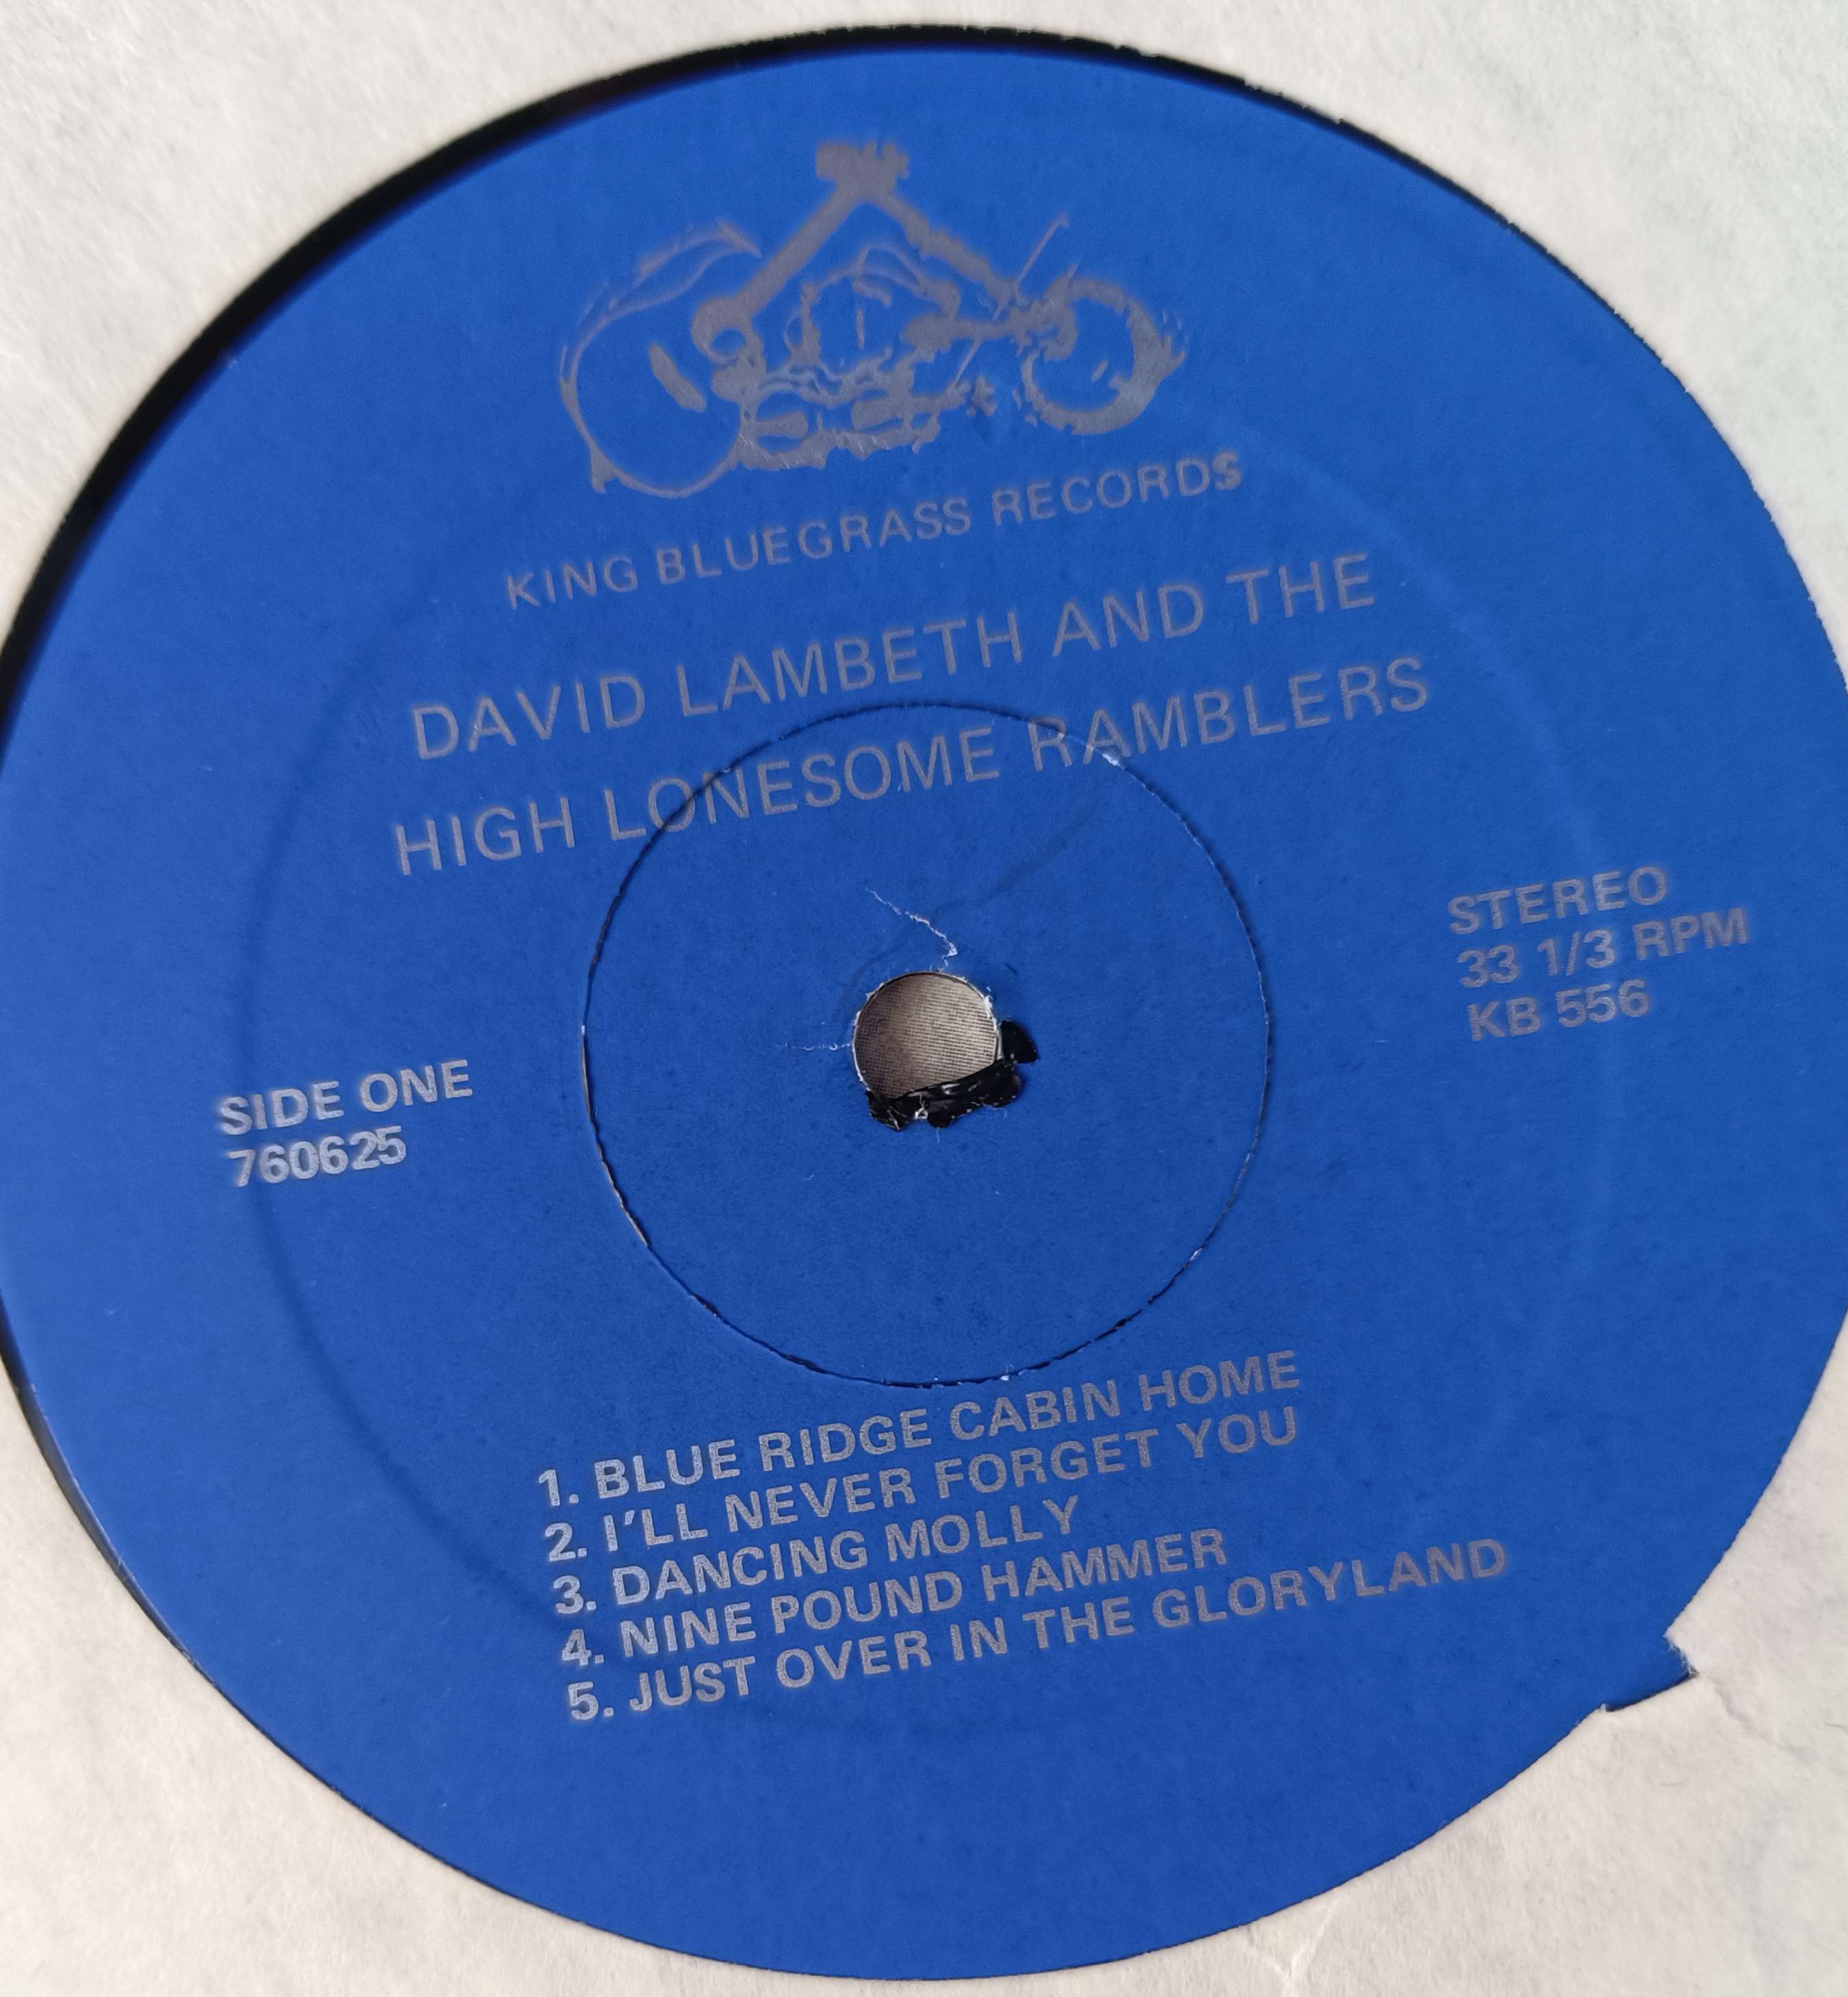 KING BLUEGRASS RECORDS
DAVID LAMBETH AND THE
HIGH LONESOME RAMBLERS
STEREO
33 1/3 RPM
KB 556
SIDE ONE
760625
1. BLUE RIDGE CABIN HOME
2. I'LL NEVER FORGET YOU
3. DANCING MOLLY
4. NINE POUND HAMMER
5. JUST OVER IN THE GLORYLAND